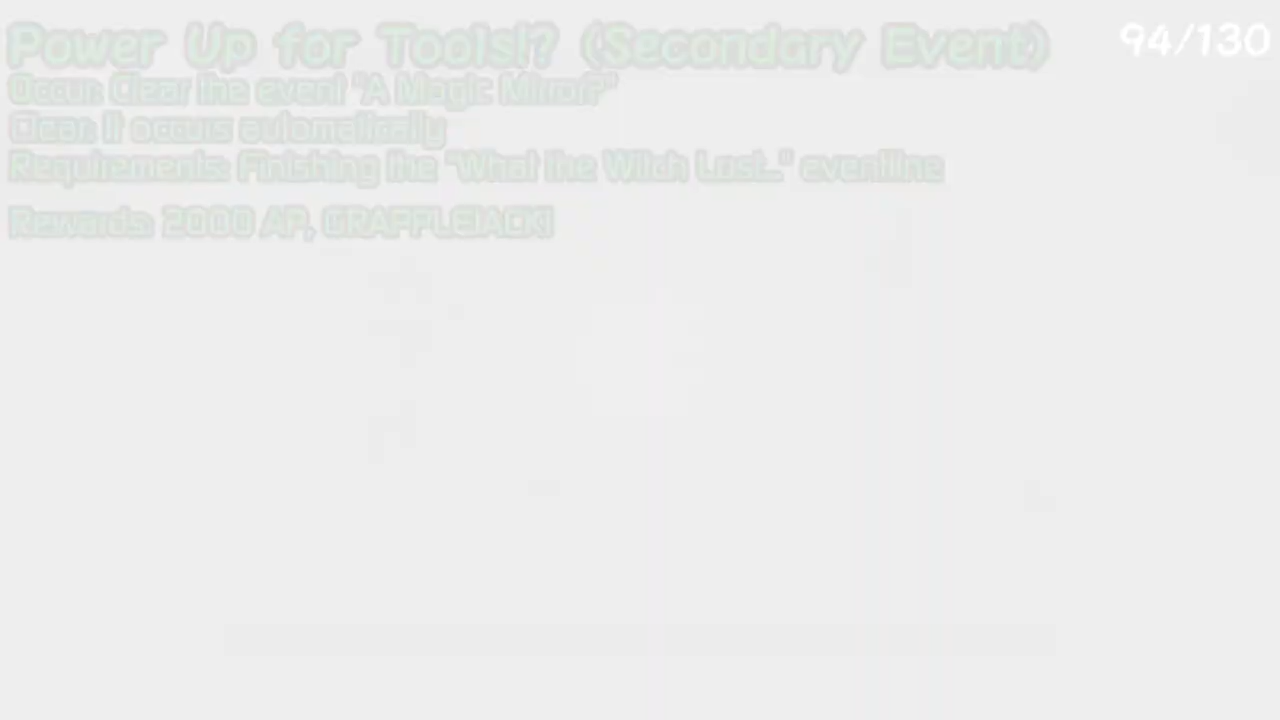 Power Up for Tools!? (Secondary Event)
94/130
Occur: Clear the event "A Magic Mirror?"
Clear: It occurs automatically
Requirements: Finishing the "What the Witch Lost..." eventline
Rewards: 2000 AP, GRAPPLEJACK!